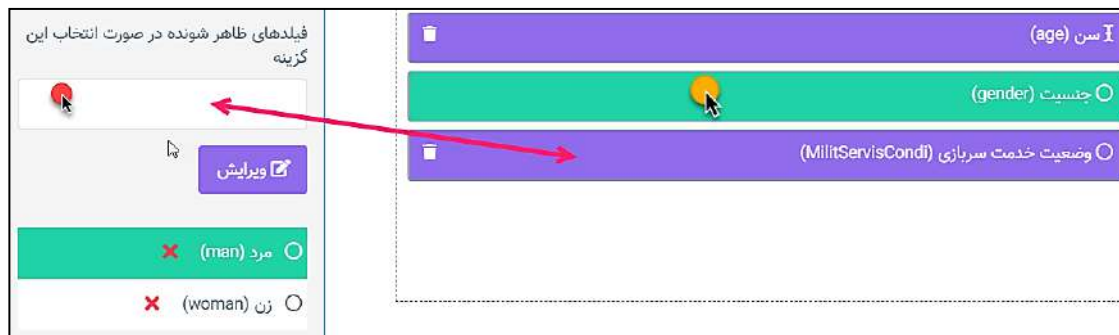 سن (age)
جنسیت (gender)
وضعیت خدمت سربازی (MilitServisCondi)
فیلدهای ظاهر شونده در صورت انتخاب این
گزینه
ویرایش
مرد (man)
زن (woman)